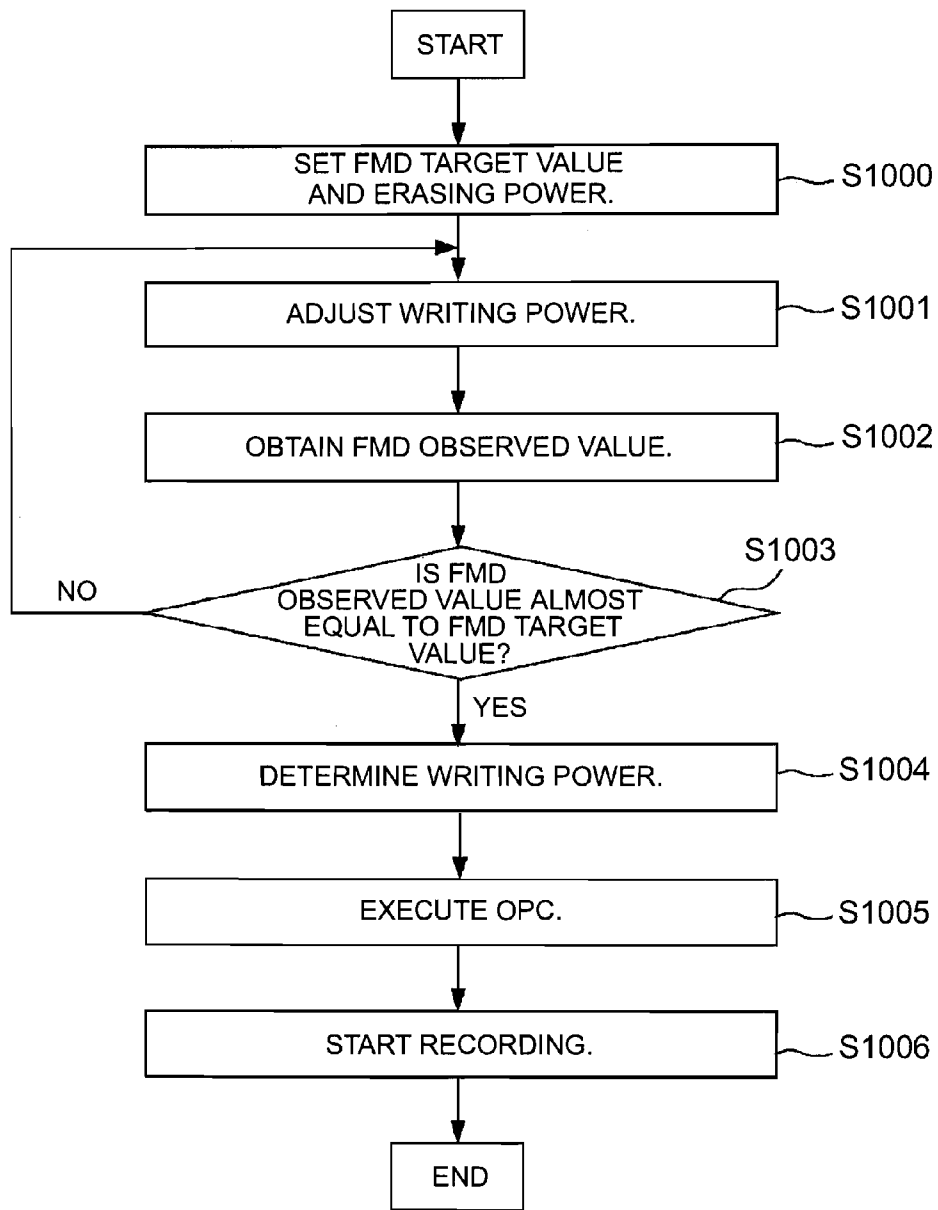 START
SET FMD TARGET VALUE
AND ERASING POWER.
S1000
ADJUST WRITING POWER.
S1001
OBTAIN FMD OBSERVED VALUE.
S1002
S1003
NO
IS FMD
OBSERVED VALUE ALMOST
EQUAL TO FMD TARGET
VALUE?
YES
DETERMINE WRITING POWER.
S1004
EXECUTE OPC.
S1005
START RECORDING.
S1006
END